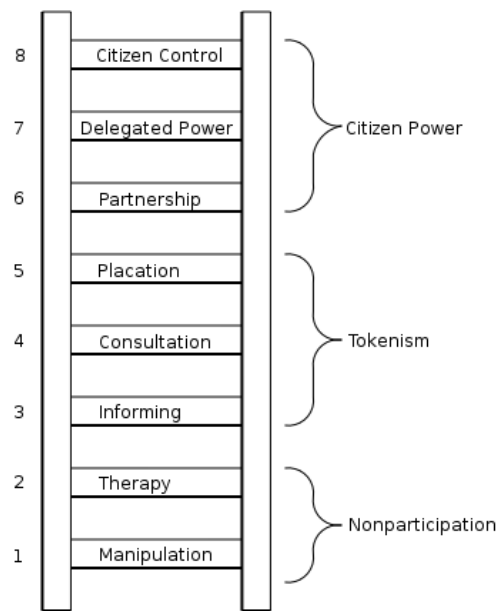 8 Citizen Control
7 Delegated Power
Citizen Power
6 Partnership
5 Placation
4 Consultation
Tokenism
3 Informing
2 Therapy
Nonparticipation
1 Manipulation